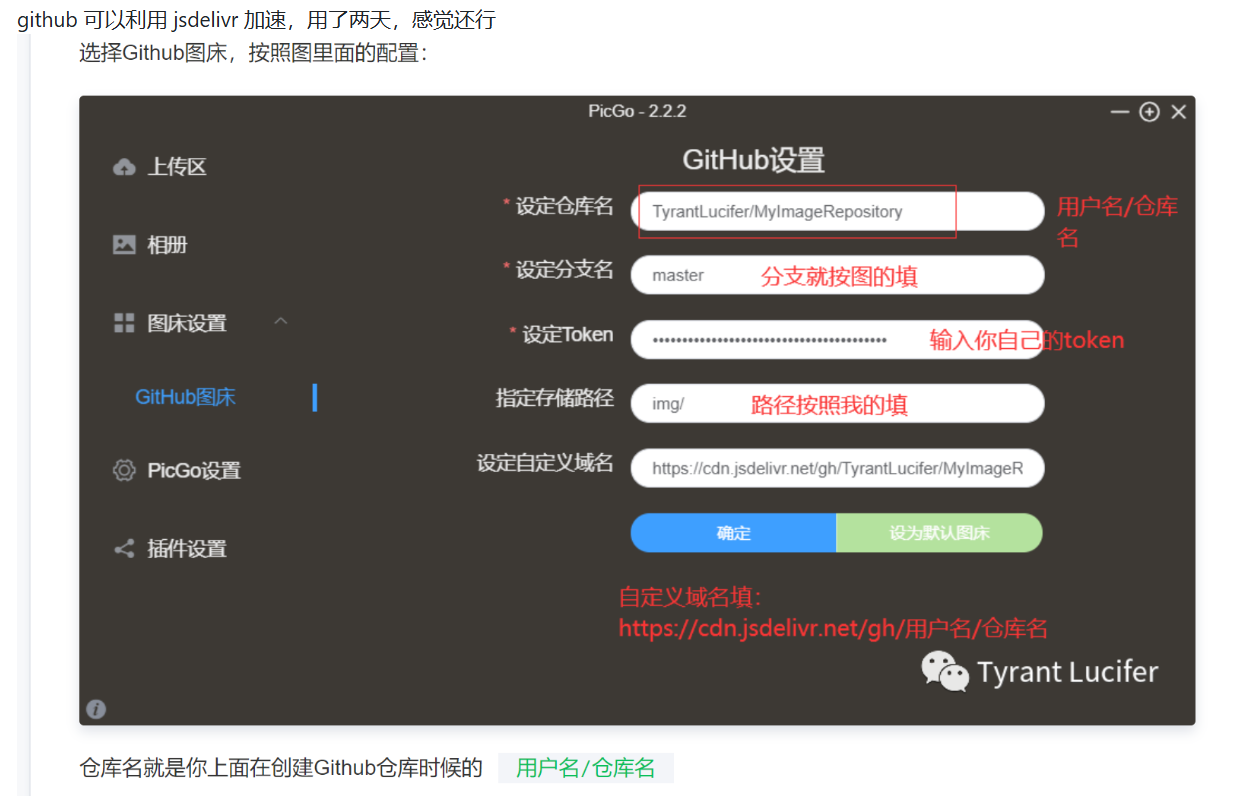 github 可以利用 jsdelivr 加速，用了两天，感觉还行
选择Github图床，按照图里面的配置：
PicGo - 2.2.2
上传区
相册
图床设置
GitHub图床
PicGo设置
插件设置
GitHub设置
* 设定仓库名
TyrantLucifer/MyImageRepository
用户名/仓库
名
* 设定分支名
master
分支就按图的填
* 设定Token
输入你自己的token
指定存储路径
img/
路径按照我的填
设定自定义域名
https://cdn.jsdelivr.net/gh/TyrantLucifer/MyImageR
确定
设为默认图床
自定义域名填：
https://cdn.jsdelivr.net/gh/用户名/仓库名
Tyrant Lucifer
仓库名就是你上面在创建Github仓库时候的 用户名/仓库名